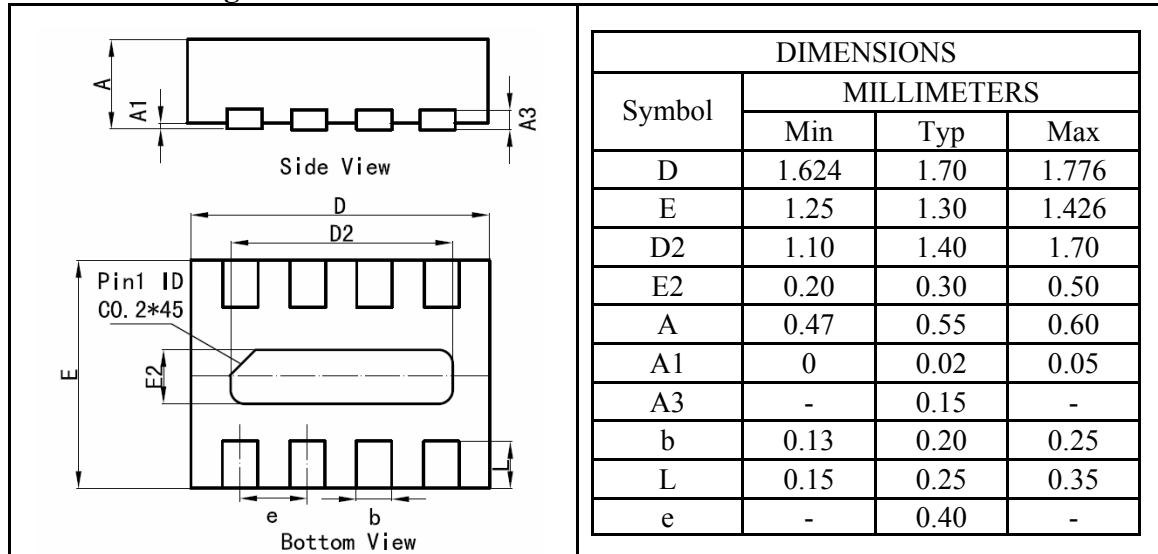 A
A1
A3
Side View
D
D2
Pin1 ID
C0.2*45
E
E2
L
e
b
Bottom View
DIMENSIONS
Symbol MILLIMETERS
Min Typ Max
D 1.624 1.70 1.776
E 1.25 1.30 1.426
D2 1.10 1.40 1.70
E2 0.20 0.30 0.50
A 0.47 0.55 0.60
A1 0 0.02 0.05
A3 - 0.15 -
b 0.13 0.20 0.25
L 0.15 0.25 0.35
e - 0.40 -